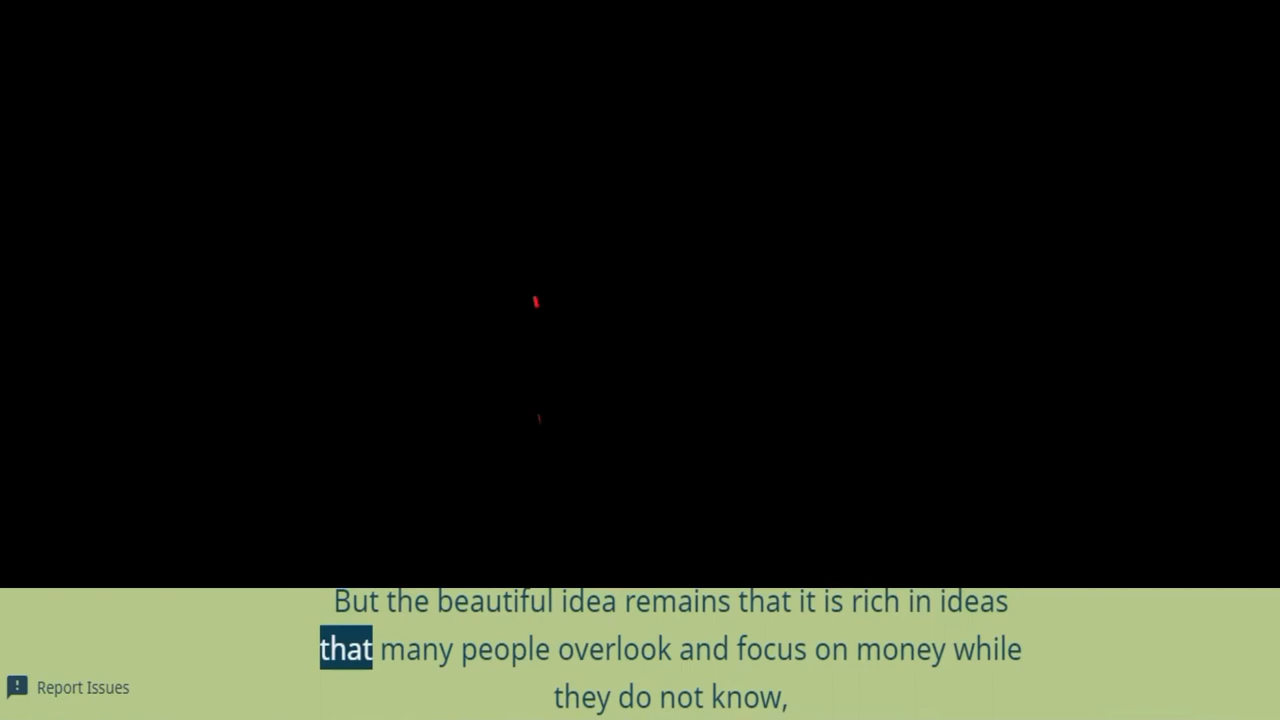 But the beautiful idea remains that it is rich in ideas
that many people overlook and focus on money while
they do not know,
Report Issues